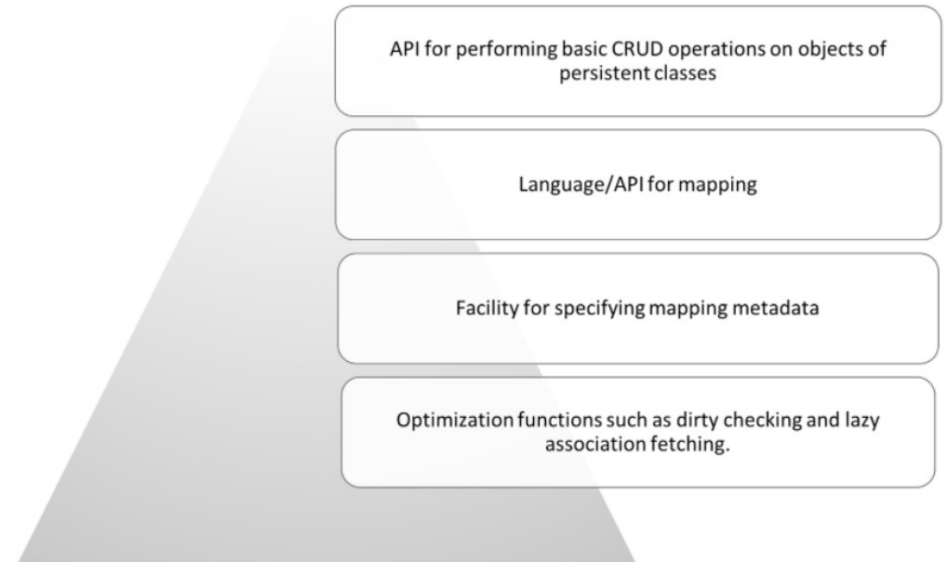 API for performing basic CRUD operations on objects of
persistent classes
Language/API for mapping
Facility for specifying mapping metadata
Optimization functions such as dirty checking and lazy
association fetching.